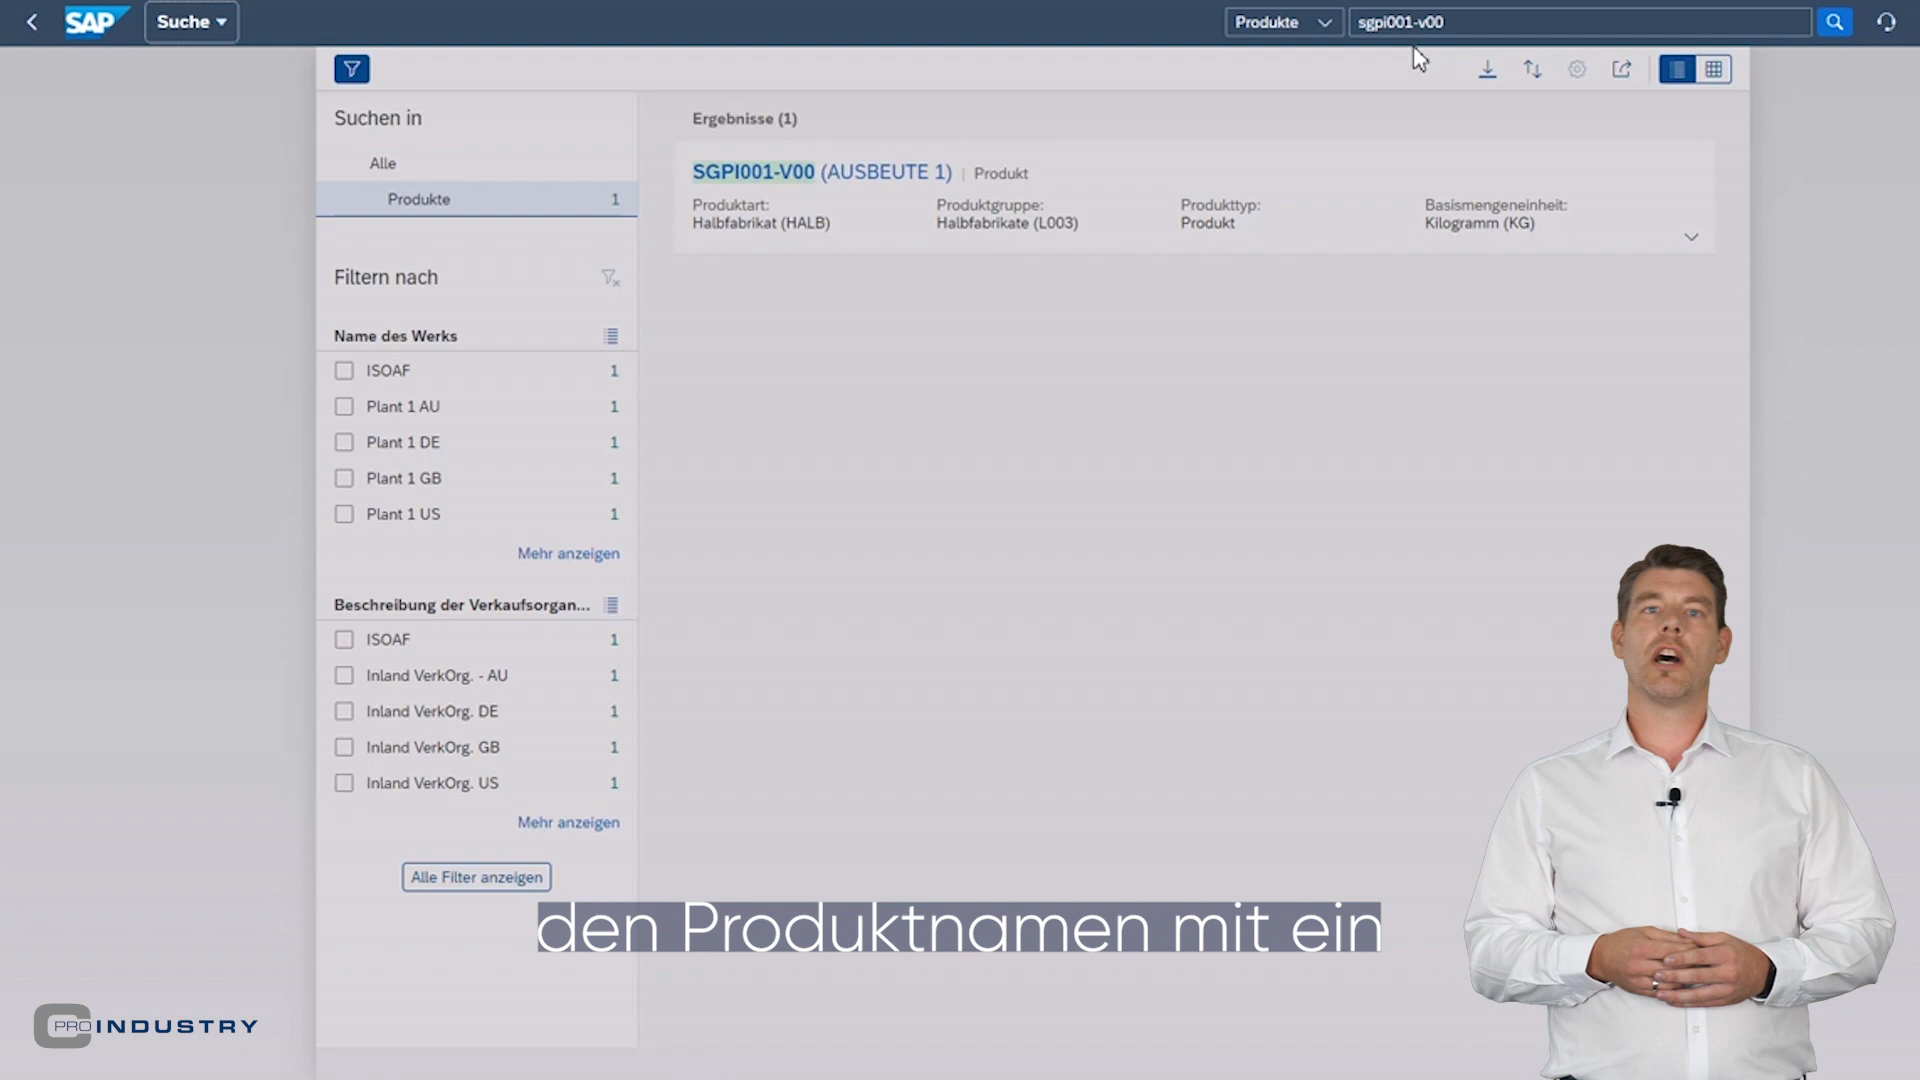 SAP
Suche
Produkte
sgpi001-v00
Suchen in
Alle
Produkte 1
Filtern nach
Name des Werks
ISOAF 1
Plant 1 AU 1
Plant 1 DE 1
Plant 1 GB 1
Plant 1 US 1
Mehr anzeigen
Beschreibung der Verkaufsorgan...
ISOAF 1
Inland VerkOrg. - AU 1
Inland VerkOrg. DE 1
Inland VerkOrg. GB 1
Inland VerkOrg. US 1
Mehr anzeigen
Alle Filter anzeigen
Ergebnisse (1)
SGPI001-V00 (AUSBEUTE 1) | Produkt
Produktart: Produktgruppe: Produkttyp: Basismengeneinheit:
Halbfabrikat (HALB) Halbfabrikate (L003) Produkt Kilogramm (KG)
den Produktnamen mit ein
CPRO INDUSTRY